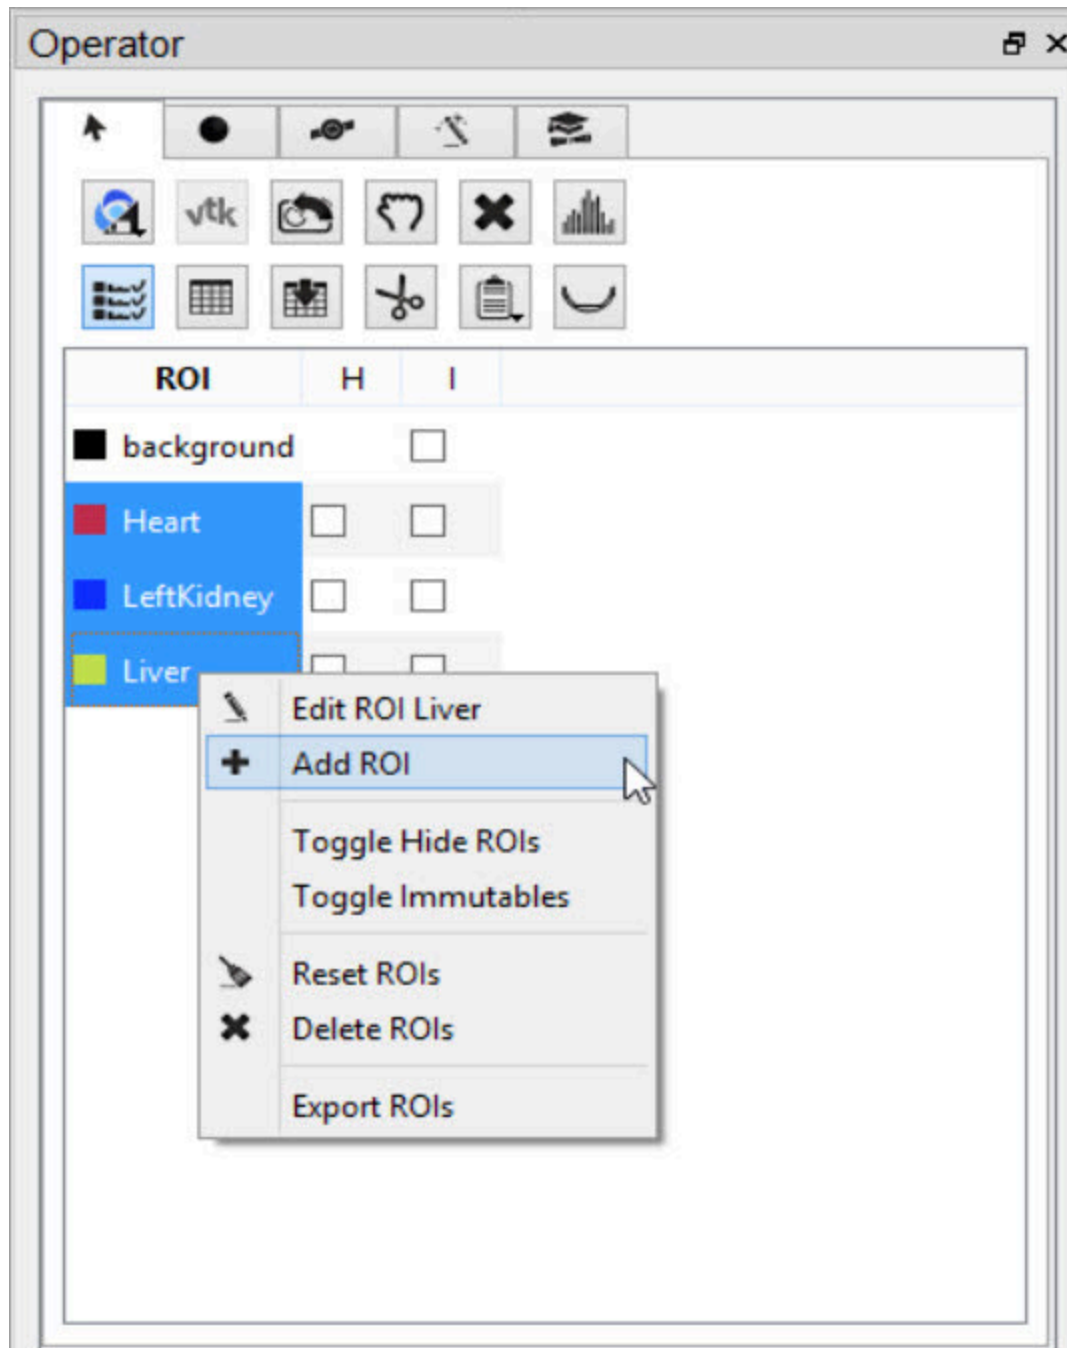 Operator
vtk
ROI H I
background
Heart
LeftKidney
Liver
Edit ROI Liver
Add ROI
Toggle Hide ROIs
Toggle Immutables
Reset ROIs
Delete ROIs
Export ROIs